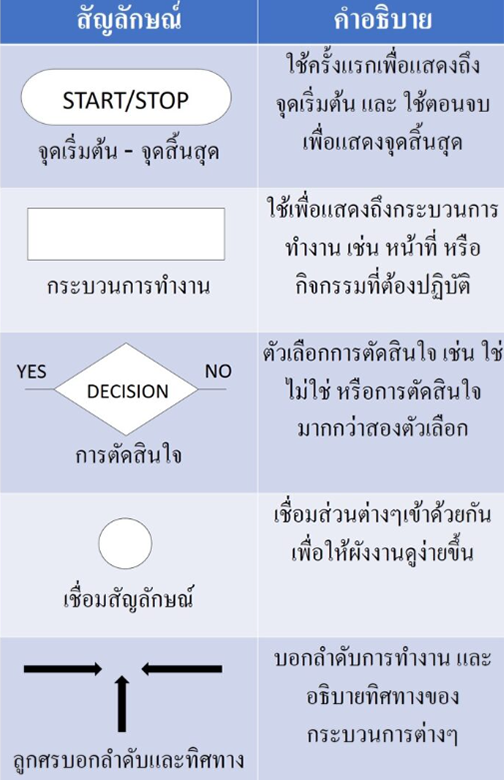 สัญลักษณ์
คำอธิบาย
START/STOP
จุดเริ่มต้น - จุดสิ้นสุด
ใช้ครั้งแรกเพื่อแสดงถึง
จุดเริ่มต้น และ ใช้ตอนจบ
เพื่อแสดงจุดสิ้นสุด
กระบวนการทำงาน
ใช้เพื่อแสดงถึงกระบวนการ
ทำงาน เช่น หน้าที่ หรือ
กิจกรรมที่ต้องปฏิบัติ
YES
NO
DECISION
การตัดสินใจ
ตัวเลือกการตัดสินใจ เช่น ใช่
ไม่ใช่ หรือการตัดสินใจ
มากกว่าสองตัวเลือก
เชื่อมสัญลักษณ์
เชื่อมส่วนต่างๆเข้าด้วยกัน
เพื่อให้ผังงานดูง่ายขึ้น
ลูกศรบอกลำดับและทิศทาง
บอกลำดับการทำงาน และ
อธิบายทิศทางของ
กระบวนการต่างๆ